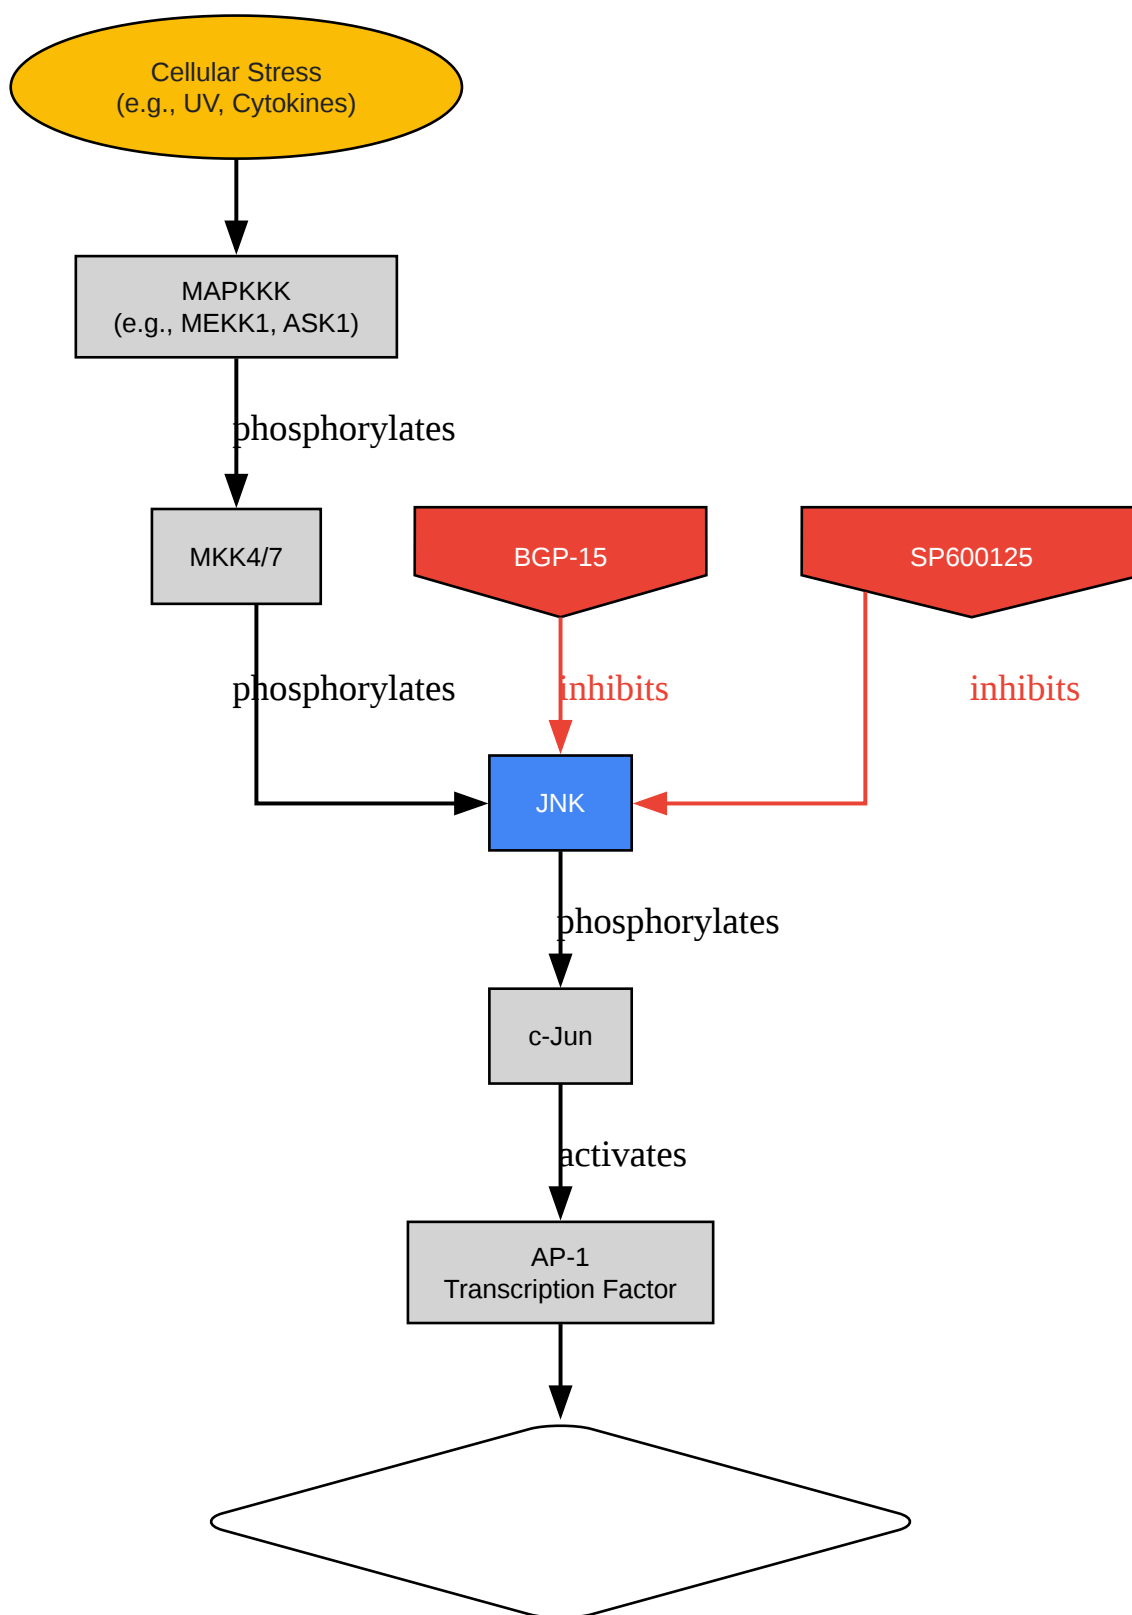 Cellular Stress
(e.g., UV, Cytokines)
MAPKKK
(e.g., MEKK1, ASK1)
phosphorylates
MKK4/7
BGP-15
SP600125
phosphorylates
inhibits
inhibits
JNK
phosphorylates
c-Jun
activates
AP-1
Transcription Factor